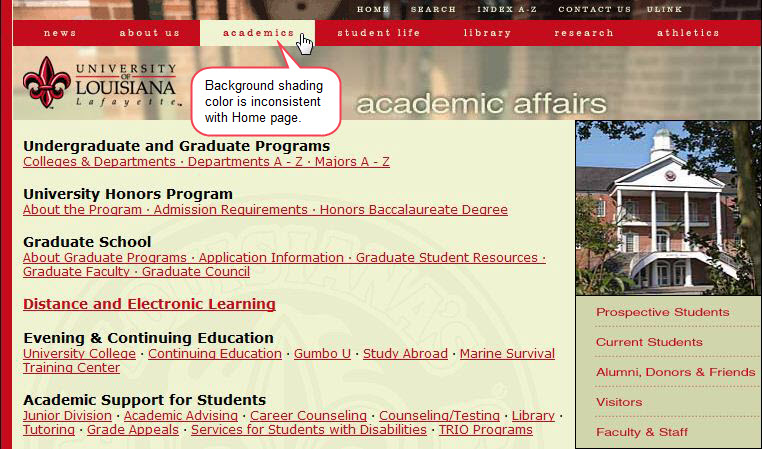 HOME SEARCH INDEX A-Z CONTACT US ULINK
news about us academics student life library research athletics
UNIVERSITY
OF
LOUISIANA
Lafayette™
Background shading
color is inconsistent
with Home page.
academic affairs
Undergraduate and Graduate Programs
Colleges & Departments · Departments A - Z · Majors A - Z
University Honors Program
About the Program · Admission Requirements · Honors Baccalaureate Degree
Graduate School
About Graduate Programs · Application Information · Graduate Student Resources ·
Graduate Faculty · Graduate Council
Distance and Electronic Learning
Evening & Continuing Education
University College · Continuing Education · Gumbo U · Study Abroad · Marine Survival
Training Center
Academic Support for Students
Junior Division · Academic Advising · Career Counseling · Counseling/Testing · Library ·
Tutoring · Grade Appeals · Services for Students with Disabilities · TRIO Programs
Prospective Students
Current Students
Alumni, Donors & Friends
Visitors
Faculty & Staff